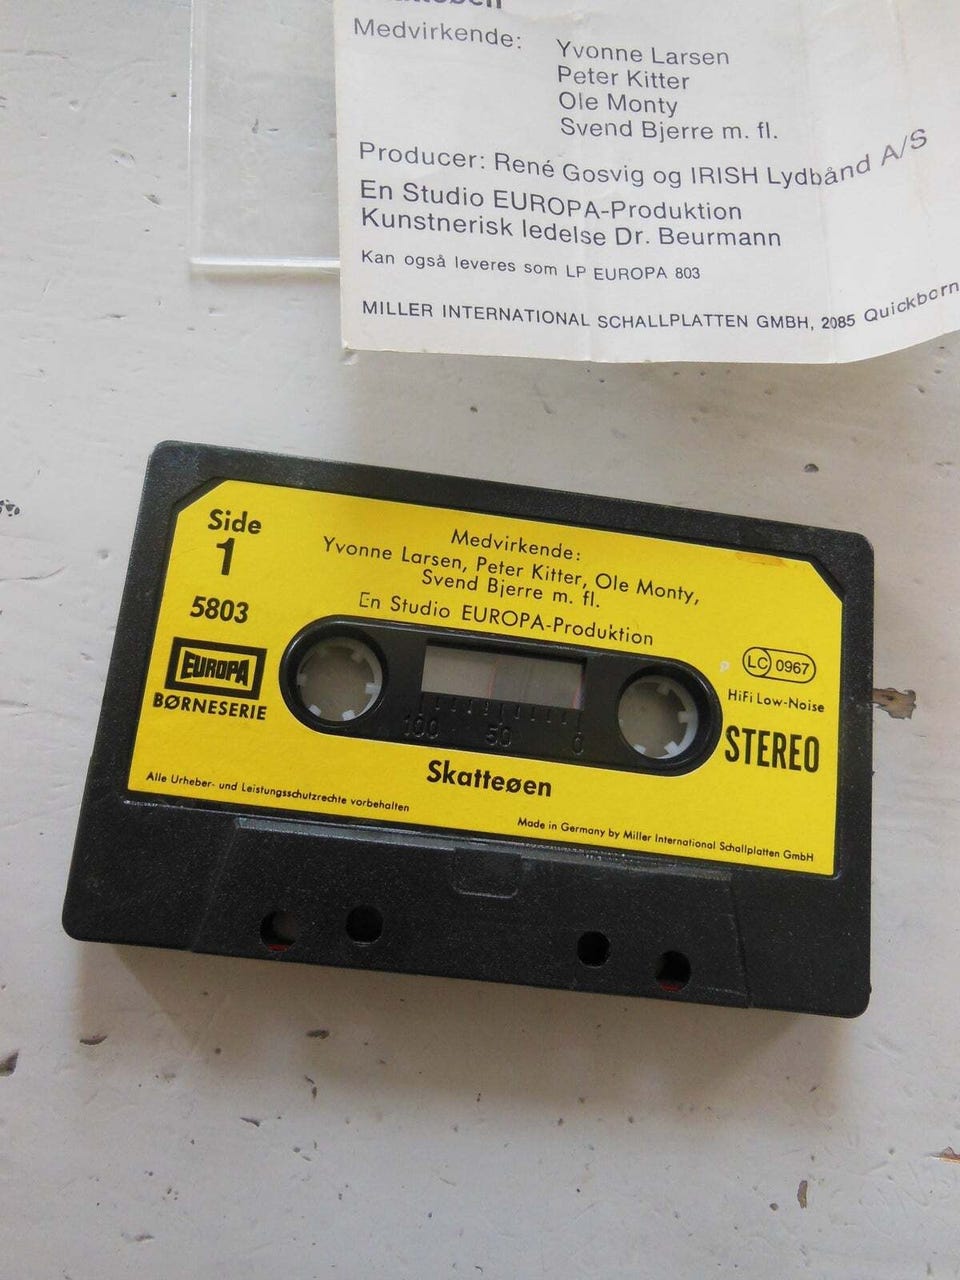 Medvirkende:
Yvonne Larsen
Peter Kitter
Ole Monty
Svend Bjerre m. fl.
Producer: René Gosvig og IRISH Lydbånd A/S
En Studio EUROPA-Produktion
Kunstnerisk ledelse Dr. Beurmann
Kan også leveres som LP EUROPA 803
MILLER INTERNATIONAL SCHALLPLATTEN GMBH, 2085 Quickborn
Side
1
5803
EUROPA
BØRNESERIE
Medvirkende:
Yvonne Larsen, Peter Kitter, Ole Monty,
Svend Bjerre m. fl.
En Studio EUROPA-Produktion
LC 0967
HiFi Low-Noise
STEREO
100 50 0
Skatteøen
Alle Urheber- und Leistungsschutzrechte vorbehalten
Made in Germany by Miller International Schallplatten GmbH